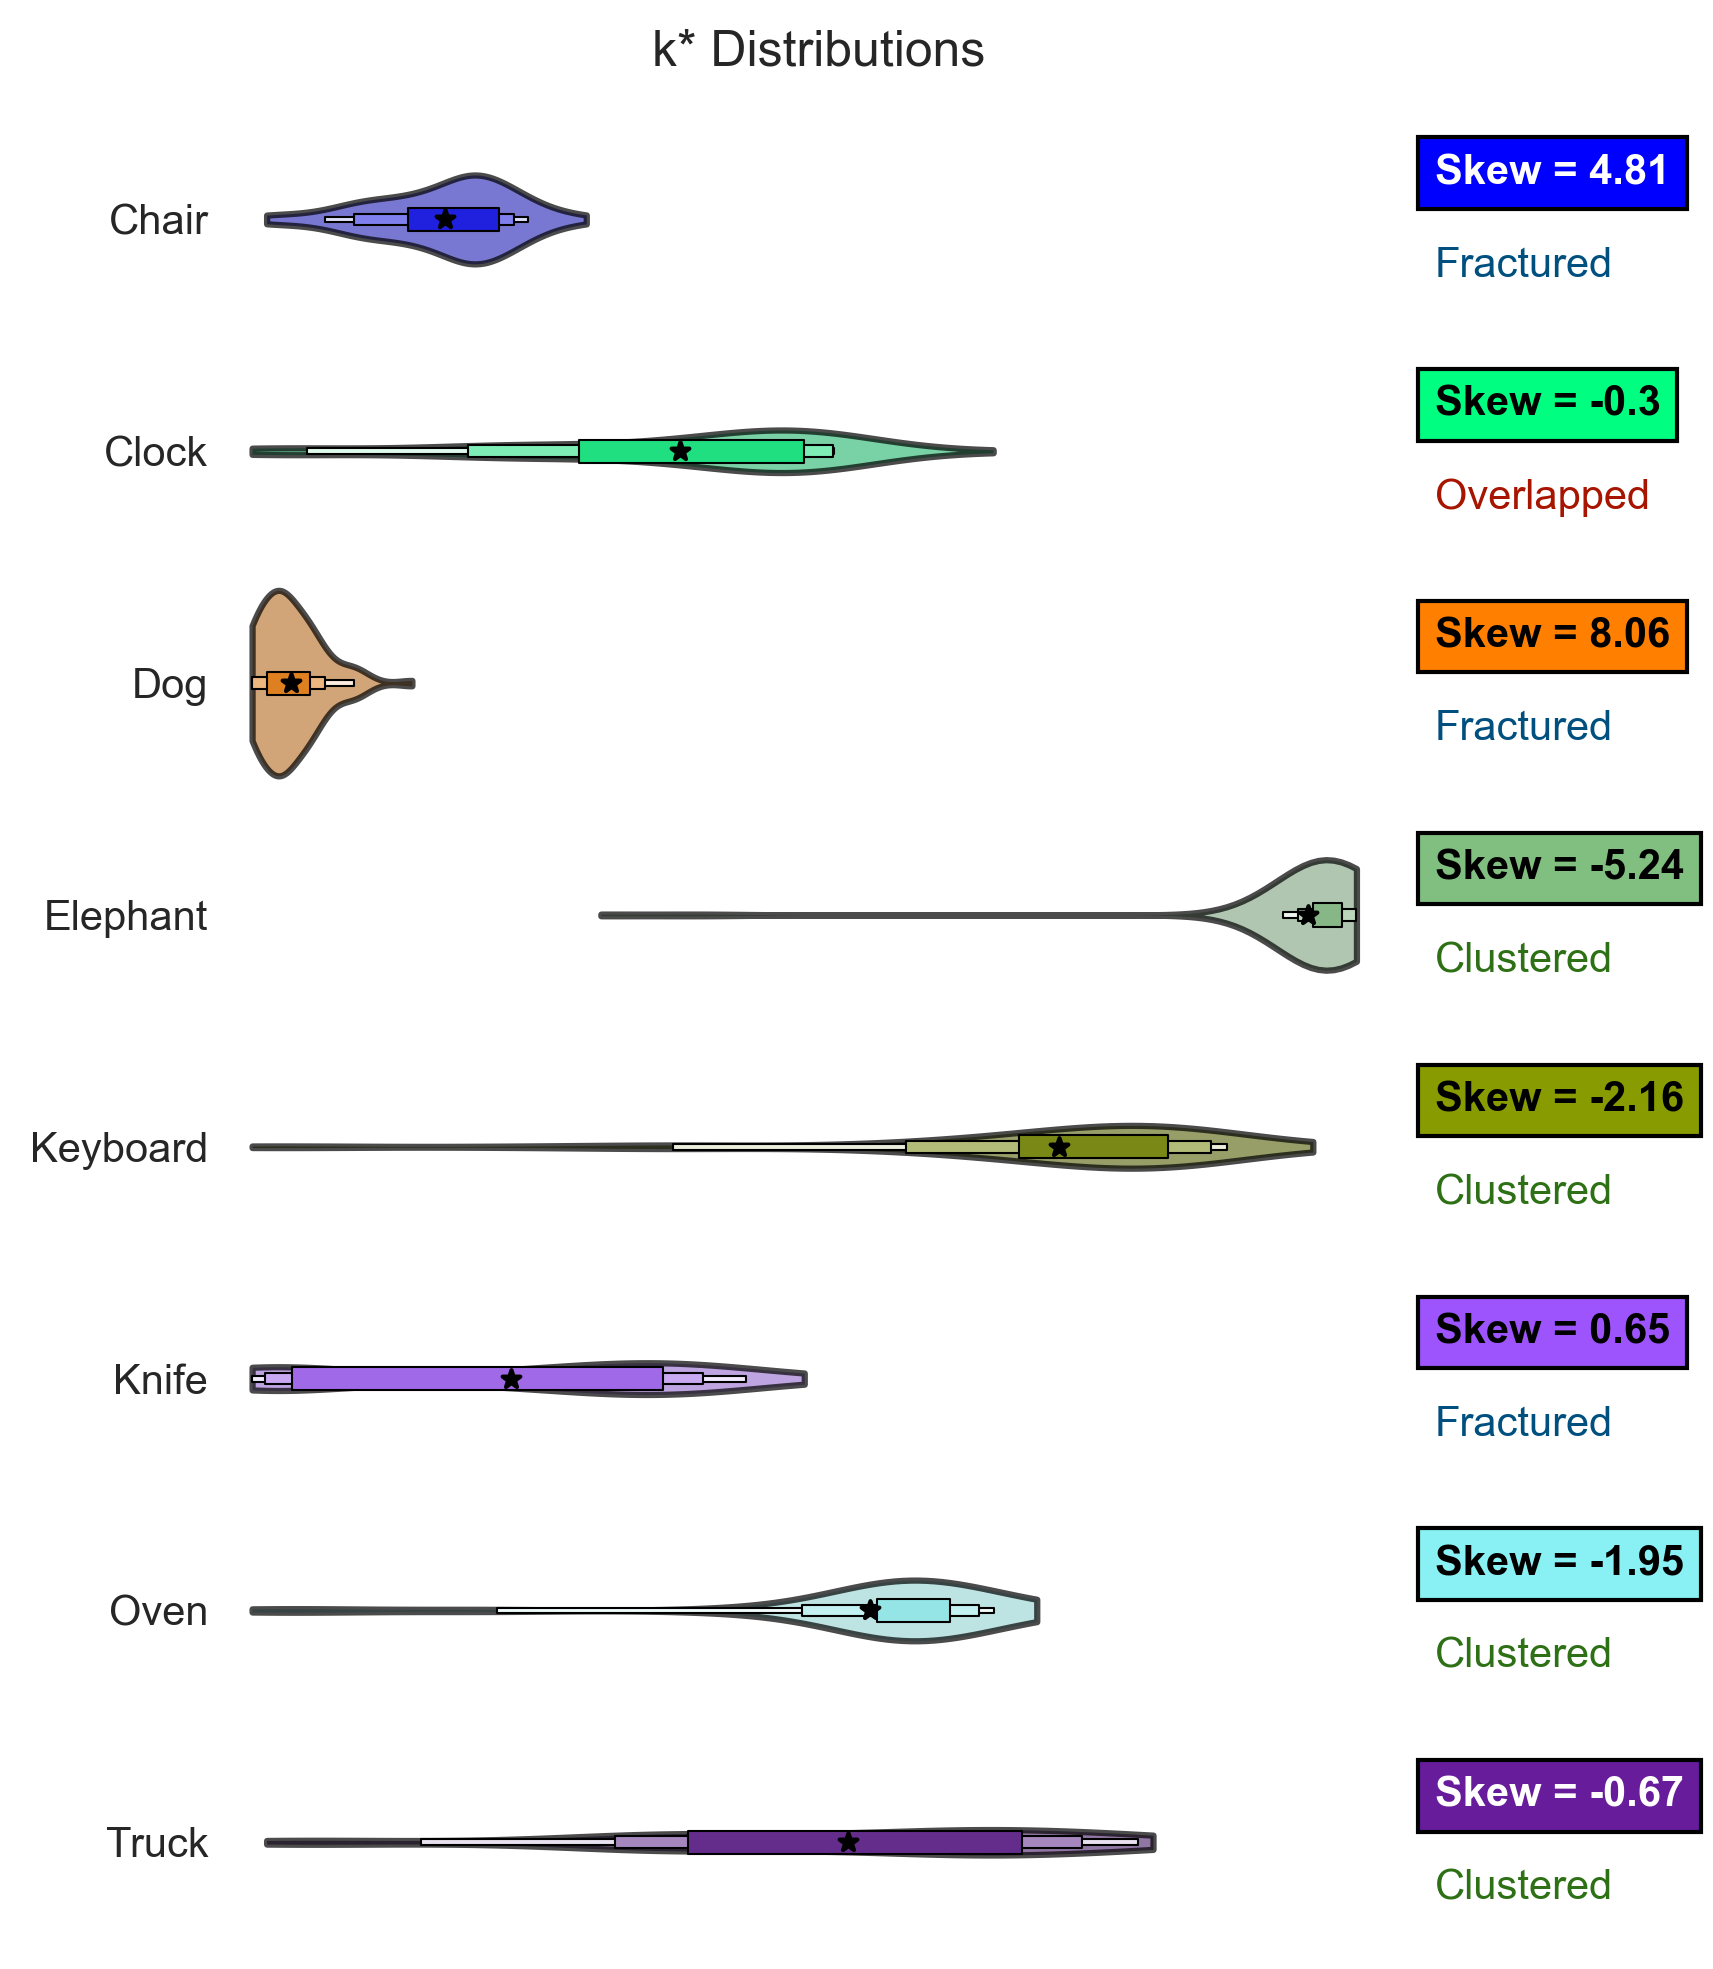 k* Distributions
Chair
Skew = 4.81
Fractured
Clock
Skew = -0.3
Overlapped
Dog
Skew = 8.06
Fractured
Elephant
Skew = -5.24
Clustered
Keyboard
Skew = -2.16
Clustered
Knife
Skew = 0.65
Fractured
Oven
Skew = -1.95
Clustered
Truck
Skew = -0.67
Clustered